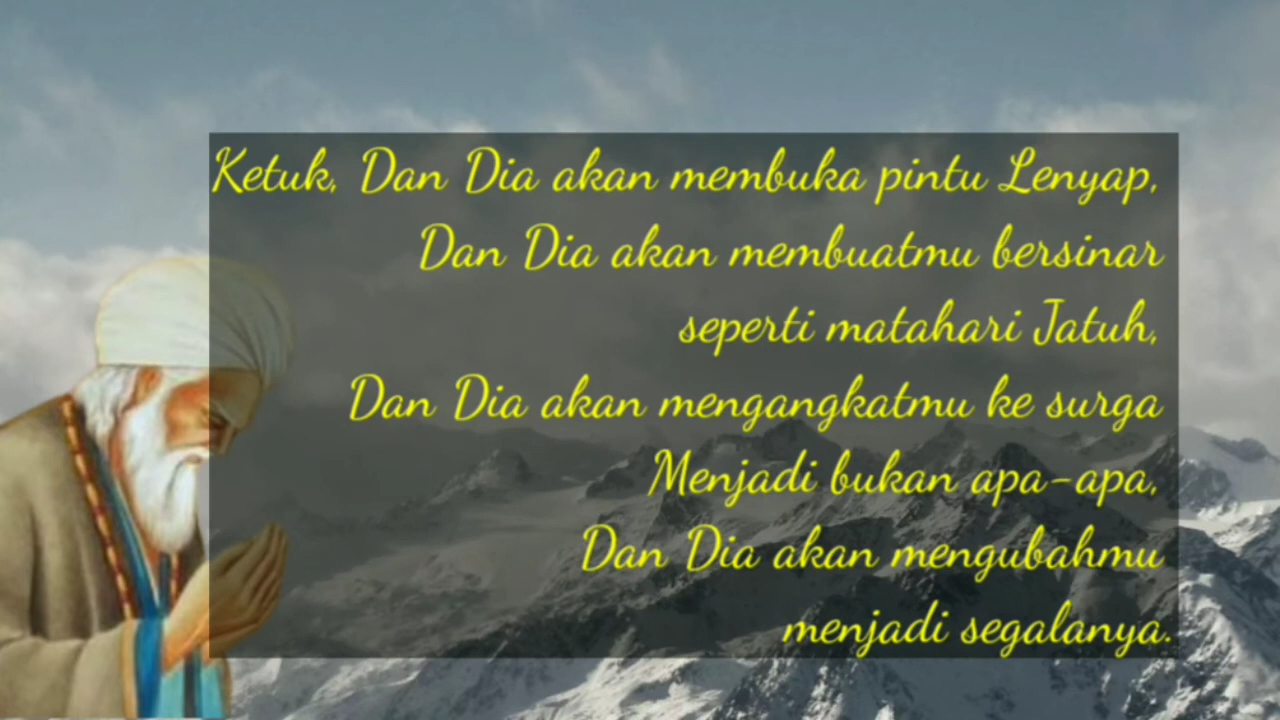 Ketuk, Dan Dia akan membuka pintu Lenyap,
Dan Dia akan membuatmu bersinar
seperti matahari Jatuh,
Dan Dia akan mengangkatmu ke surga
Menjadi bukan apa-apa,
Dan Dia akan mengubahmu
menjadi segalanya.